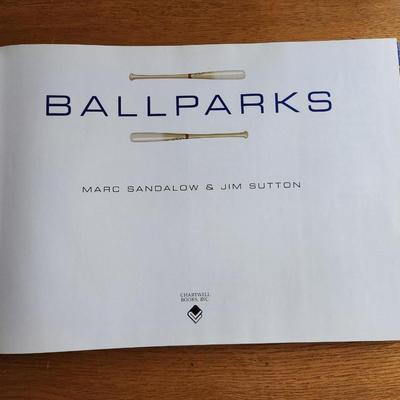 BALLPARKS
MARC SANDALOW & JIM SUTTON
CHARTWELL
BOOKS, INC.